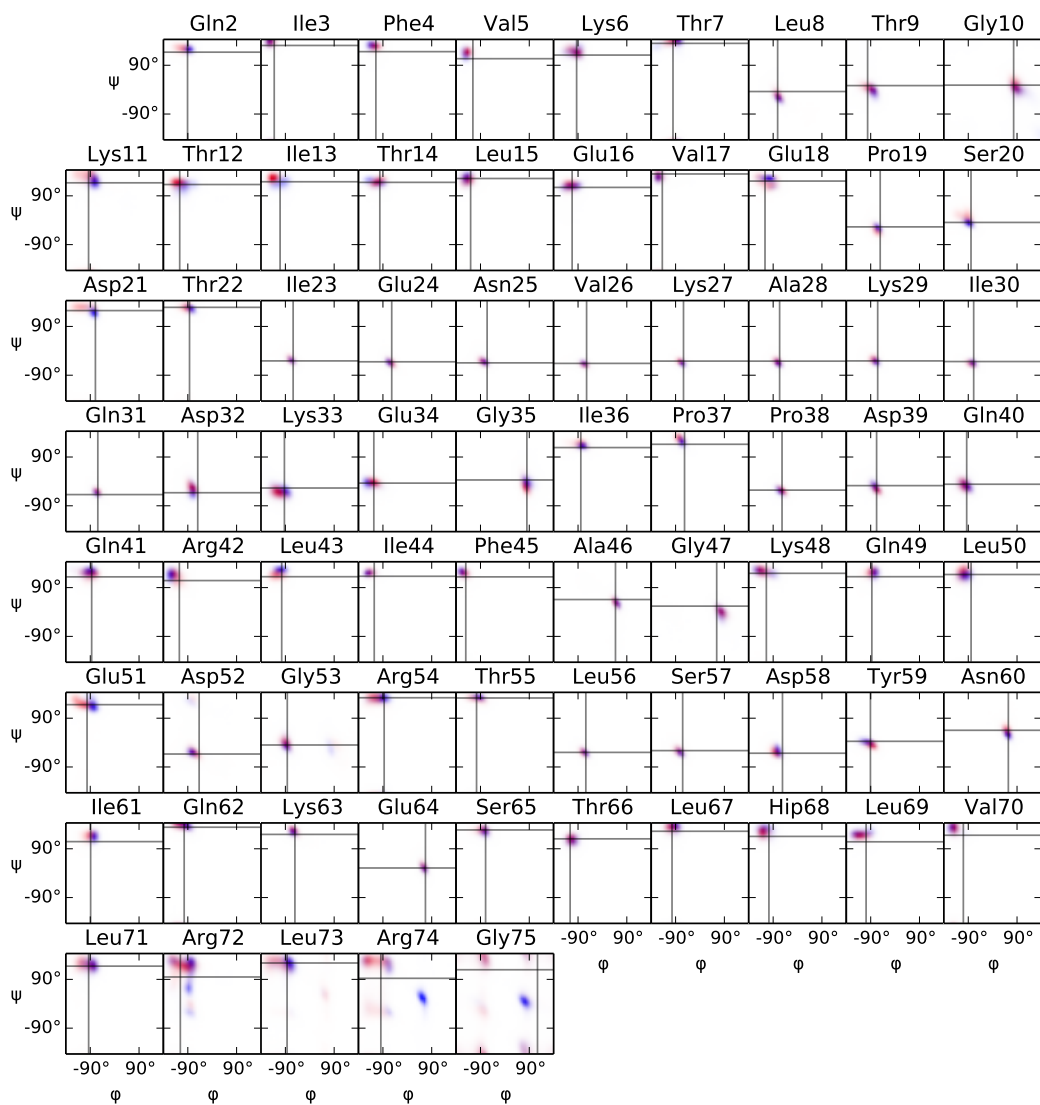 Gln2 Ile3 Phe4 Val5 Lys6 Thr7 Leu8 Thr9 Gly10
90°
ψ
-90°
Lys11 Thr12 Ile13 Thr14 Leu15 Glu16 Val17 Glu18 Pro19 Ser20
90°
ψ
-90°
Asp21 Thr22 Ile23 Glu24 Asn25 Val26 Lys27 Ala28 Lys29 Ile30
90°
ψ
-90°
Gln31 Asp32 Lys33 Glu34 Gly35 Ile36 Pro37 Pro38 Asp39 Gln40
90°
ψ
-90°
Gln41 Arg42 Leu43 Ile44 Phe45 Ala46 Gly47 Lys48 Gln49 Leu50
90°
ψ
-90°
Glu51 Asp52 Gly53 Arg54 Thr55 Leu56 Ser57 Asp58 Tyr59 Asn60
90°
ψ
-90°
Ile61 Gln62 Lys63 Glu64 Ser65 Thr66 Leu67 Hip68 Leu69 Val70
90°
ψ
-90°
-90° 90° -90° 90° -90° 90° -90° 90° -90° 90°
φ φ φ φ φ
Leu71 Arg72 Leu73 Arg74 Gly75
90°
ψ
-90°
-90° 90° -90° 90° -90° 90° -90° 90° -90° 90°
φ φ φ φ φ